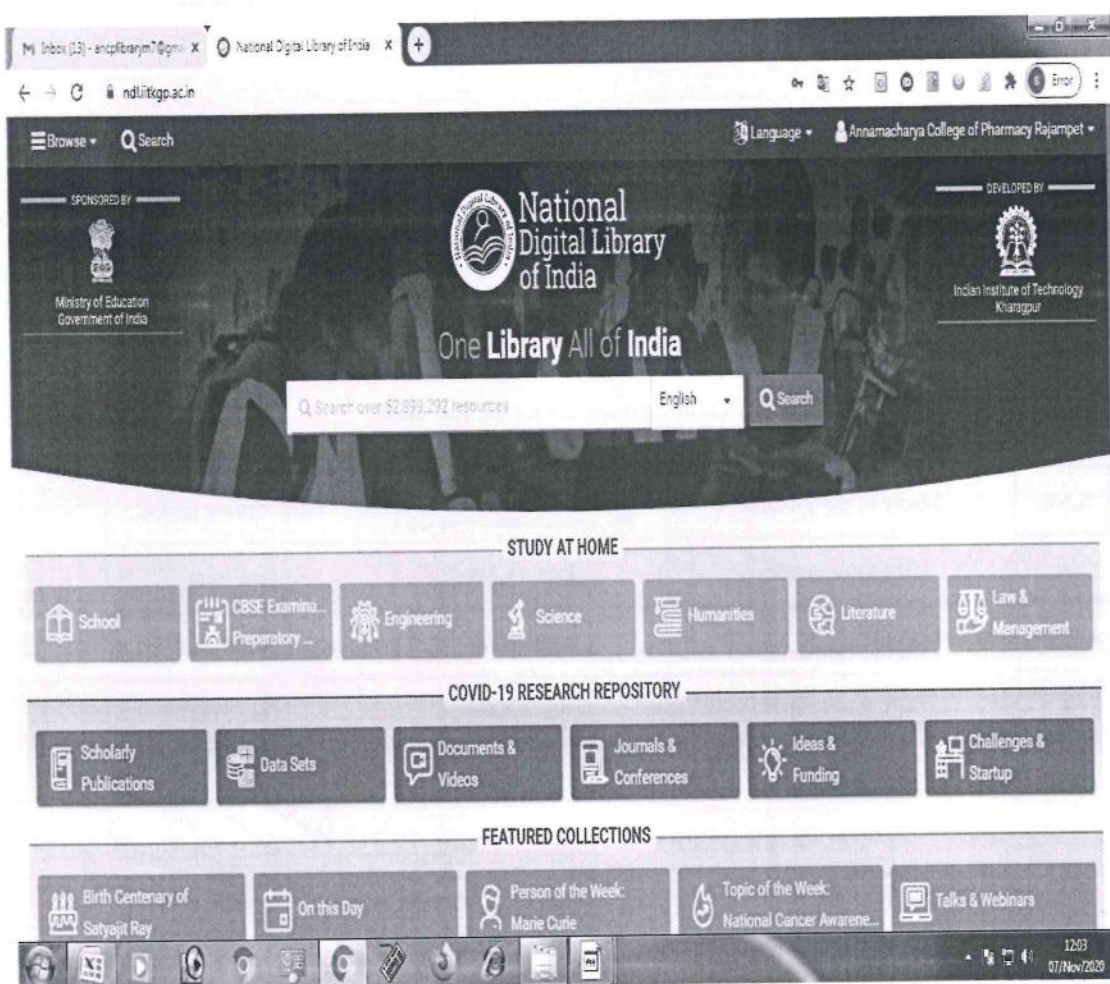 Inbox (13) - ancplibrarym7@gm
National Digital Library of India
ndl.iitkgp.ac.in
Error
Browse
Search
Language
Annamacharya College of Pharmacy Rajampet
SPONSORED BY
Ministry of Education
Government of India
National
Digital Library
of India
DEVELOPED BY
Indian Institute of Technology
Kharagpur
One Library All of India
Search over 52,899,292 resources
English
Search
STUDY AT HOME
School
CBSE Examina...
Preparatory ...
Engineering
Science
Humanities
Literature
Law &
Management
COVID-19 RESEARCH REPOSITORY
Scholarly
Publications
Data Sets
Documents &
Videos
Journals &
Conferences
Ideas &
Funding
Challenges &
Startup
FEATURED COLLECTIONS
Birth Centenary of
Satyajit Ray
On this Day
Person of the Week:
Marie Curie
Topic of the Week:
National Cancer Awarene...
Talks & Webinars
12:03
07/Nov/2020